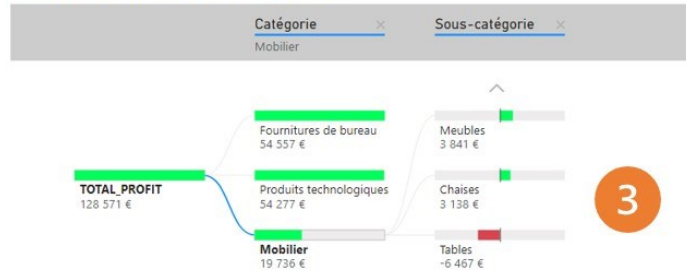 Catégorie ×
Sous-catégorie ×
Mobilier
Fournitures de bureau
54 557 €
Meubles
3 841 €
TOTAL_PROFIT
128 571 €
Produits technologiques
54 277 €
Chaises
3 138 €
3
Mobilier
19 736 €
Tables
-6 467 €